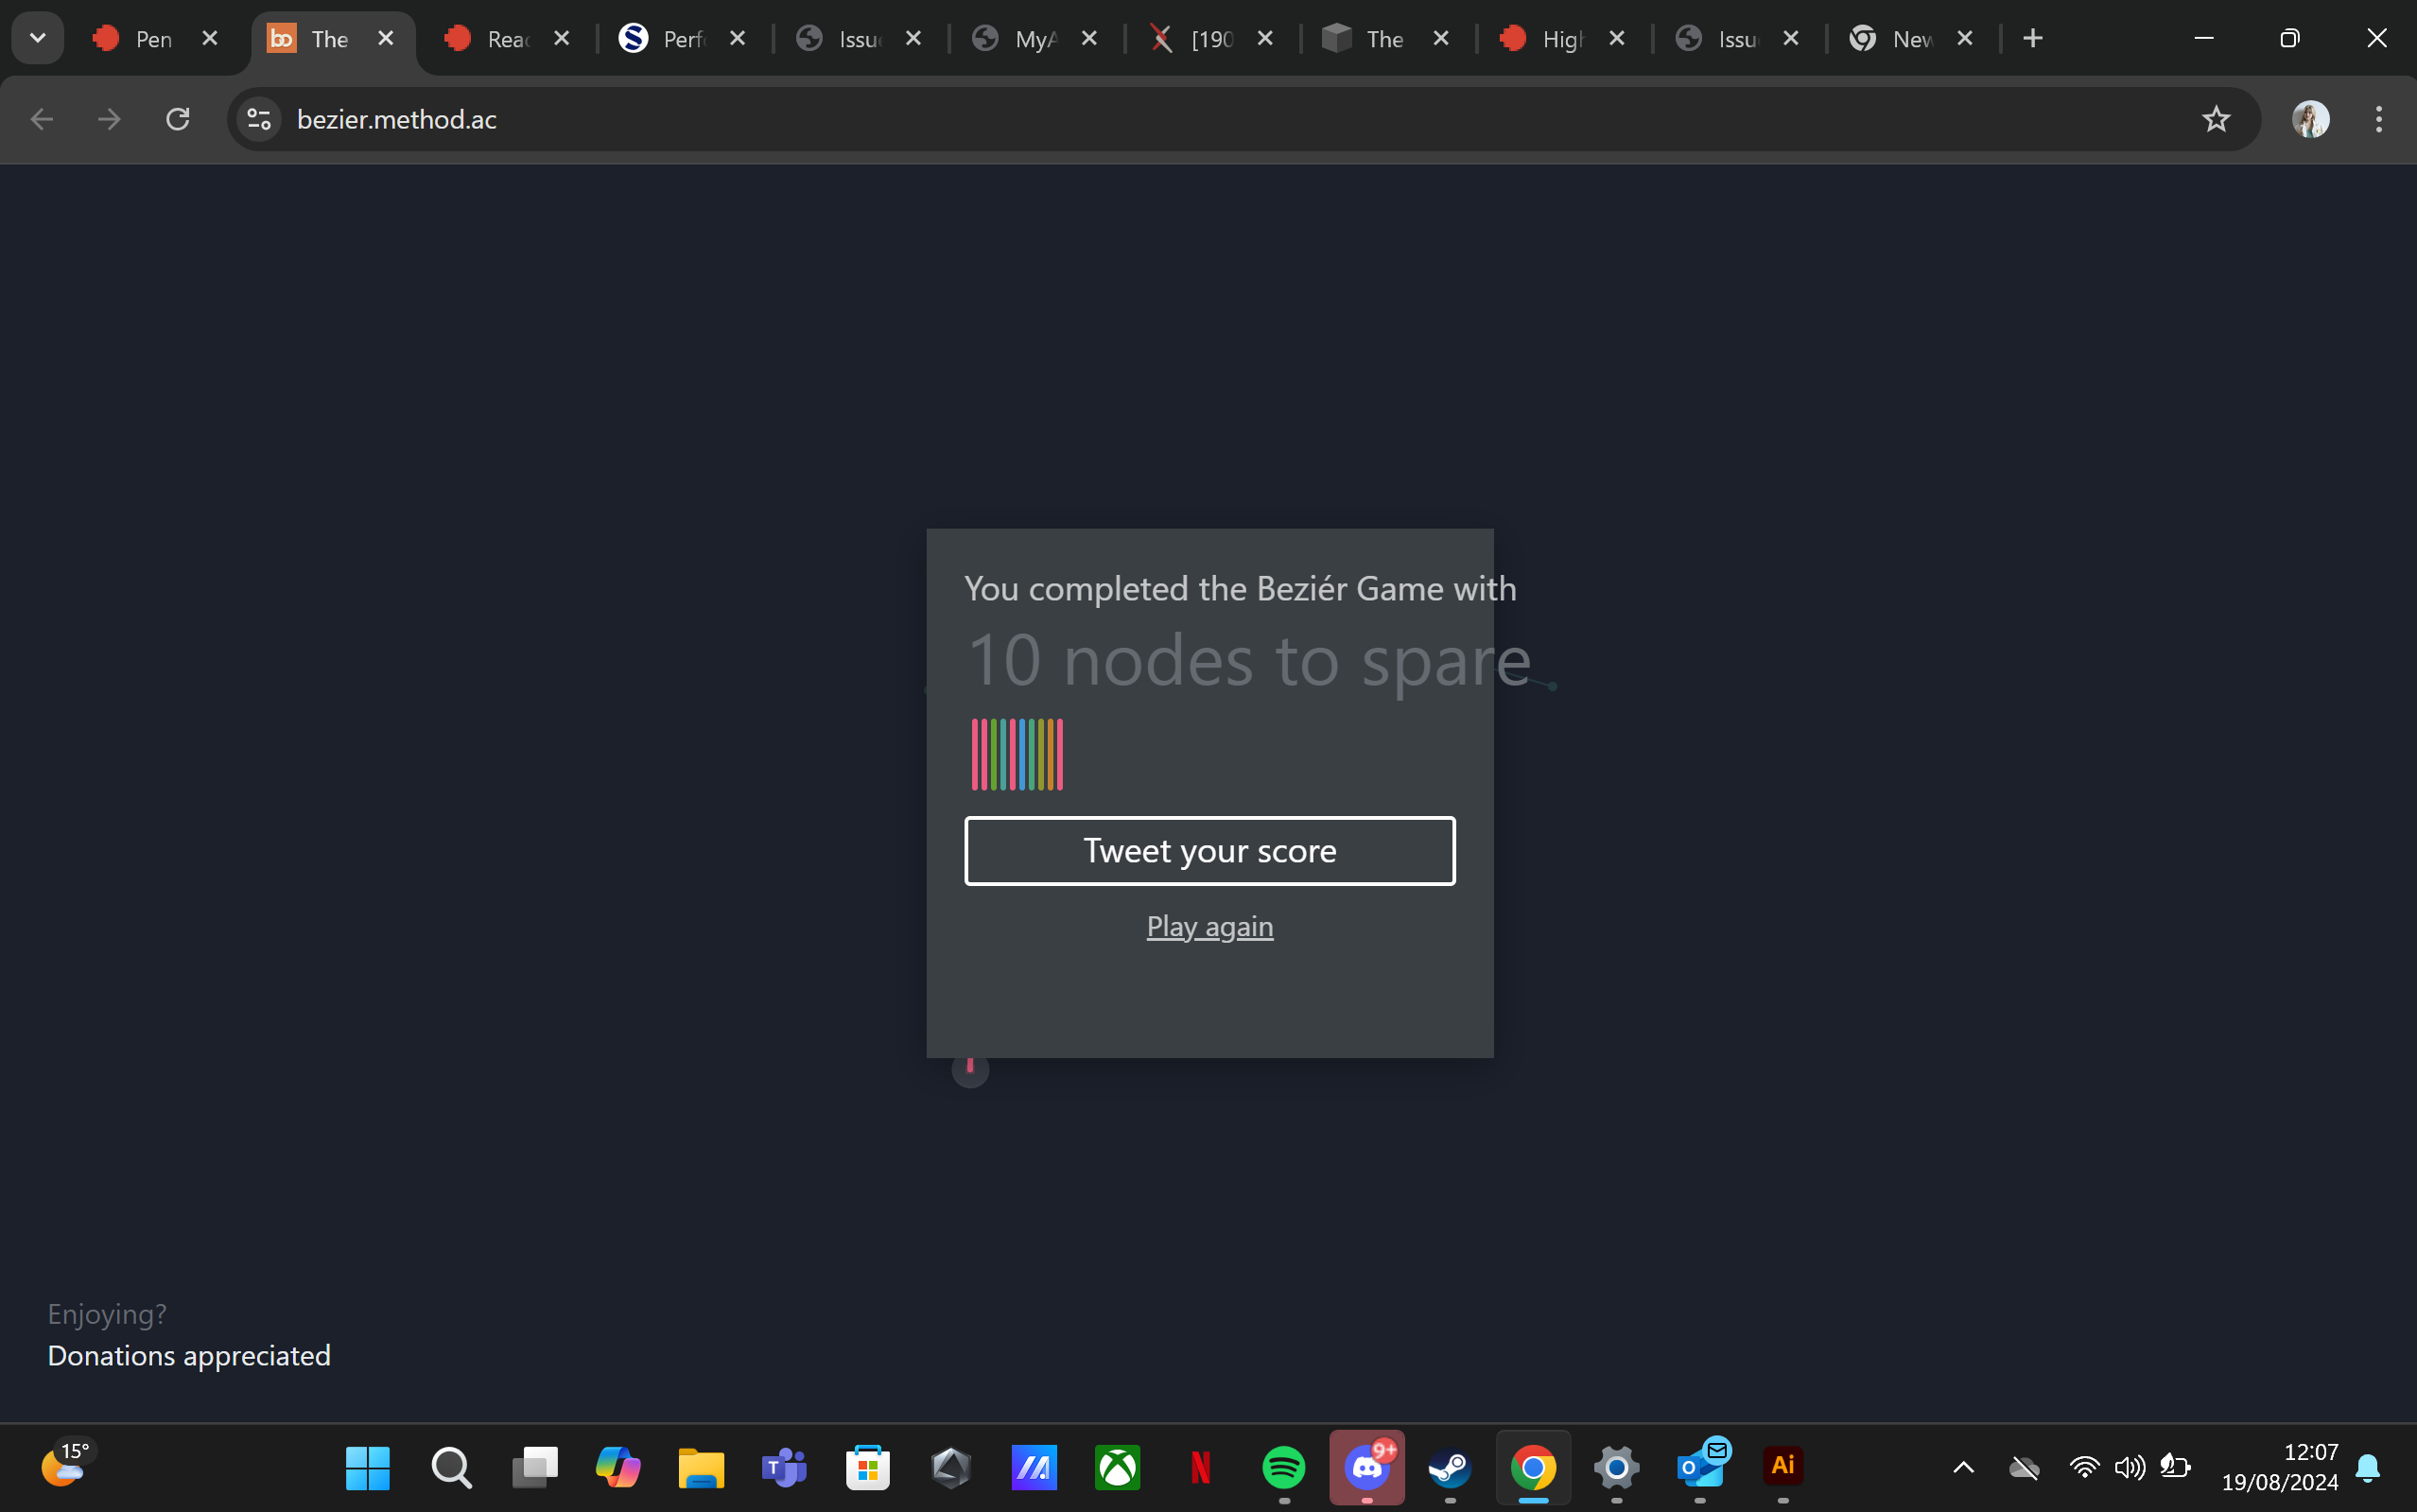 Pen
The
Rea
Perf
Issu
MyA
[190
The
High
Issu
New
bezier.method.ac
You completed the Beziér Game with
10 nodes to spare
Tweet your score
Play again
Enjoying?
Donations appreciated
15°
9+
Ai
12:07
19/08/2024